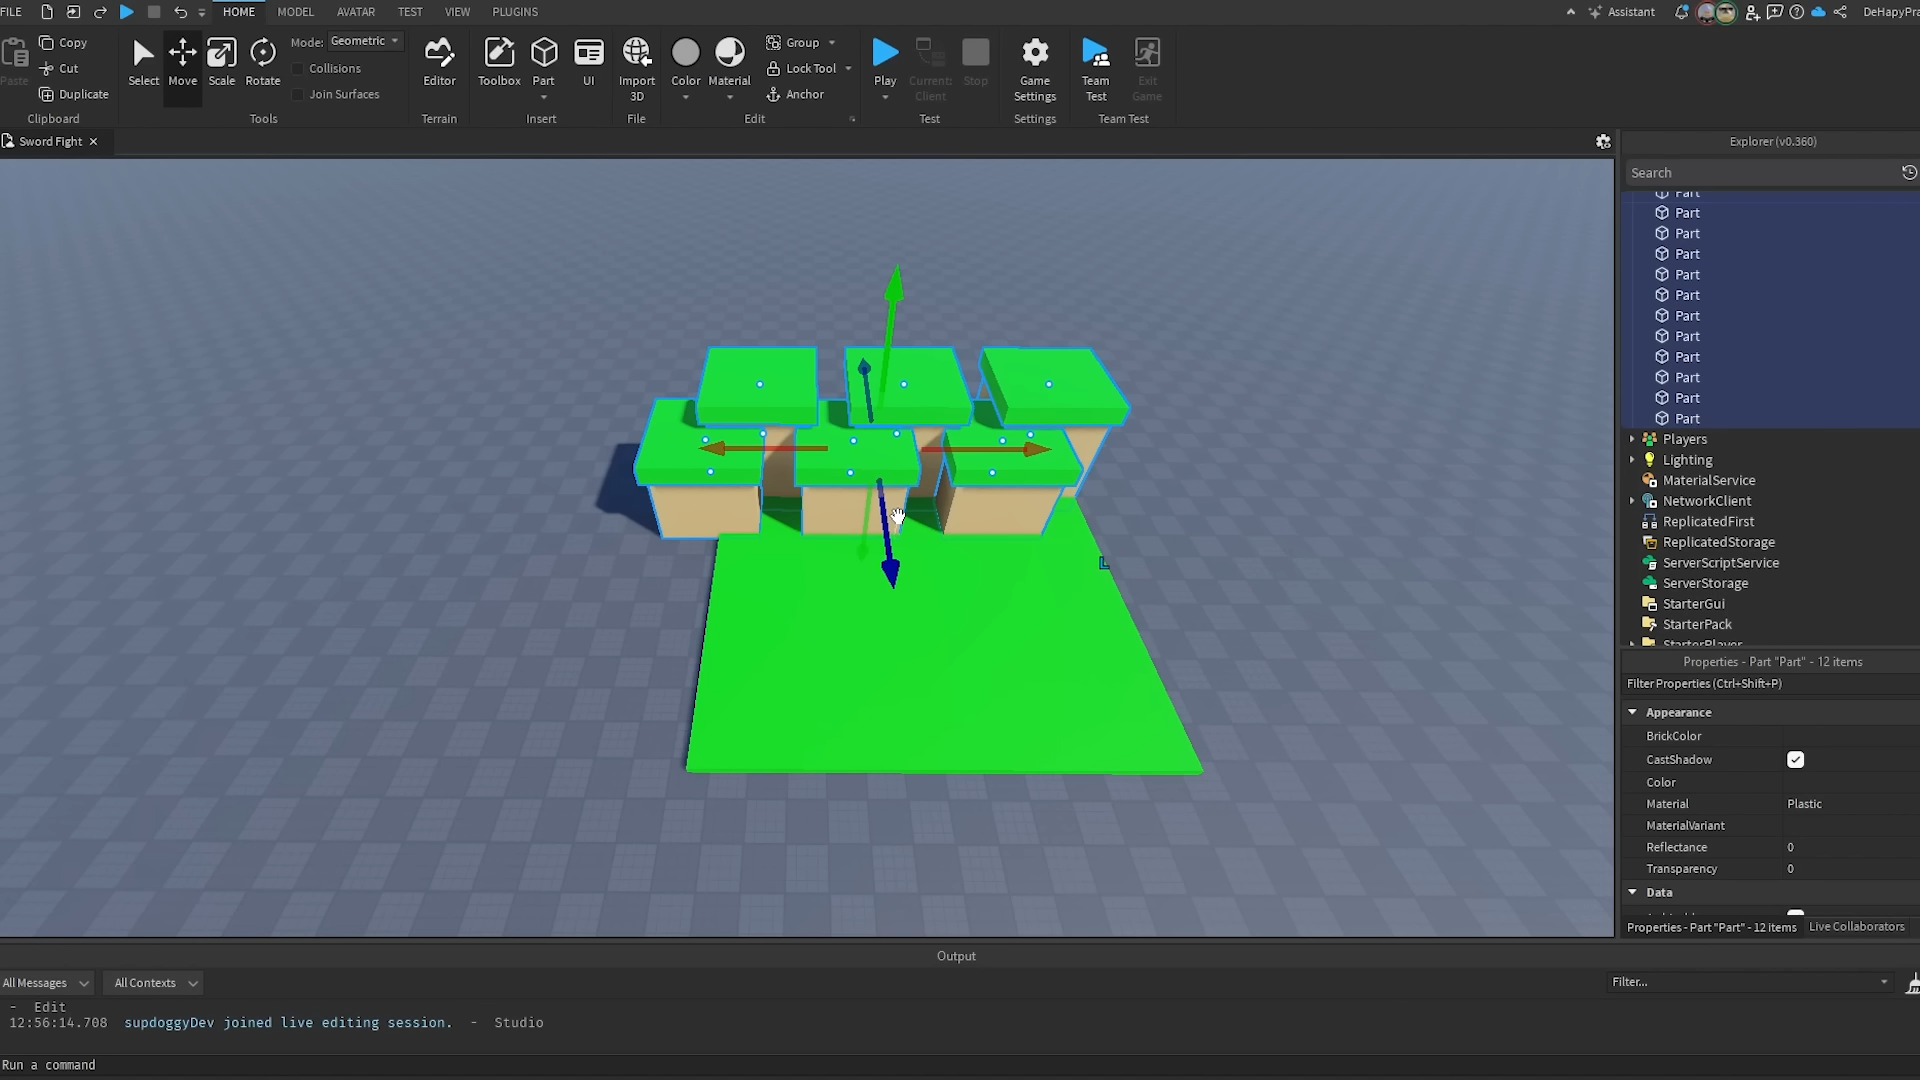 FILE HOME MODEL AVATAR TEST VIEW PLUGINS Assistant DeHapyPra
Paste Copy Cut Duplicate
Clipboard
Select Move Scale Rotate
Mode: Geometric
Collisions
Join Surfaces
Tools
Editor
Terrain
Toolbox Part UI
Insert
Import 3D
File
Color Material
Group
Lock Tool
Anchor
Edit
Play Current: Client Stop
Test
Game Settings
Settings
Team Test Exit Game
Team Test
Sword Fight
Explorer (v0.360)
Search
Part
Part
Part
Part
Part
Part
Part
Part
Part
Part
Part
Part
Players
Lighting
MaterialService
NetworkClient
ReplicatedFirst
ReplicatedStorage
ServerScriptService
ServerStorage
StarterGui
StarterPack
StarterPlayer
Properties - Part "Part" - 12 items
Filter Properties (Ctrl+Shift+P)
Appearance
BrickColor
CastShadow
Color
Material Plastic
MaterialVariant
Reflectance 0
Transparency 0
Data
Properties - Part "Part" - 12 items Live Collaborators
L
Output
All Messages All Contexts Filter...
- Edit
12:56:14.708 supdoggyDev joined live editing session. - Studio
Run a command